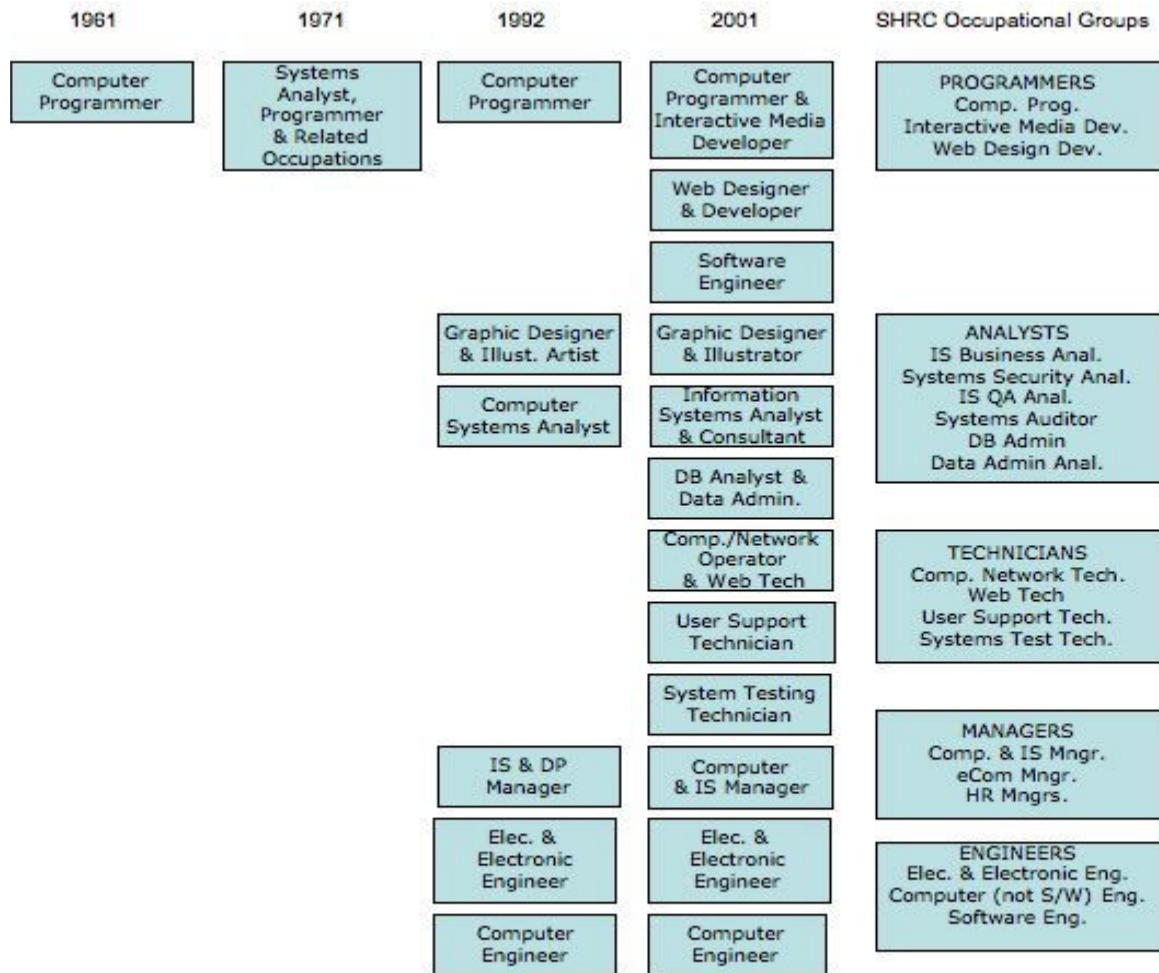 1961
1971
1992
2001
SHRC Occupational Groups
Computer
Programmer
Systems
Analyst,
Programmer
& Related
Occupations
Computer
Programmer
Computer
Programmer &
Interactive Media
Developer
PROGRAMMERS
Comp. Prog.
Interactive Media Dev.
Web Design Dev.
Web Designer
& Developer
Software
Engineer
Graphic Designer
& Illust. Artist
Graphic Designer
& Illustrator
ANALYSTS
IS Business Anal.
Systems Security Anal.
IS QA Anal.
Systems Auditor
DB Admin
Data Admin Anal.
Computer
Systems Analyst
Information
Systems Analyst
& Consultant
DB Analyst &
Data Admin.
Comp./Network
Operator
& Web Tech
TECHNICIANS
Comp. Network Tech.
Web Tech
User Support Tech.
Systems Test Tech.
User Support
Technician
System Testing
Technician
MANAGERS
Comp. & IS Mngr.
eCom Mngr.
HR Mngrs.
IS & DP
Manager
Computer
& IS Manager
Elec. &
Electronic
Engineer
Elec. &
Electronic
Engineer
ENGINEERS
Elec. & Electronic Eng.
Computer (not S/W) Eng.
Software Eng.
Computer
Engineer
Computer
Engineer